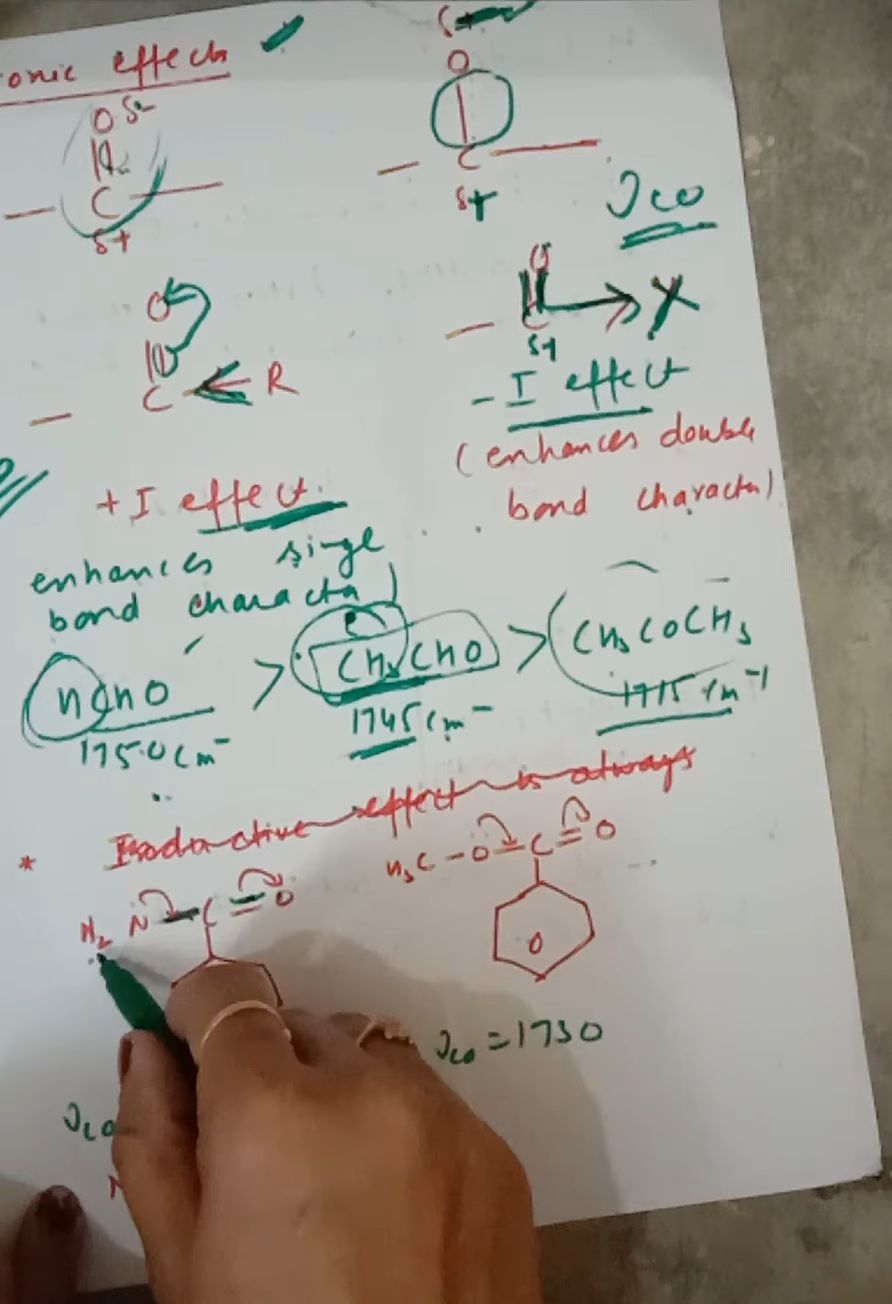 onic effects
O δ-
C
δ+
δ-
O
C
δ+
νco
O
C ← R
O
C → X
δ+
- I effect
(enhances double
bond character)
+ I effect
enhances single
bond character)
HCHO > CH3CHO > CH3COCH3
1750 cm- 1745 cm- 1715 cm-1
* Inductive effect is always
H2 N - C = O
H3C - O - C = O
νco = 1730
νco